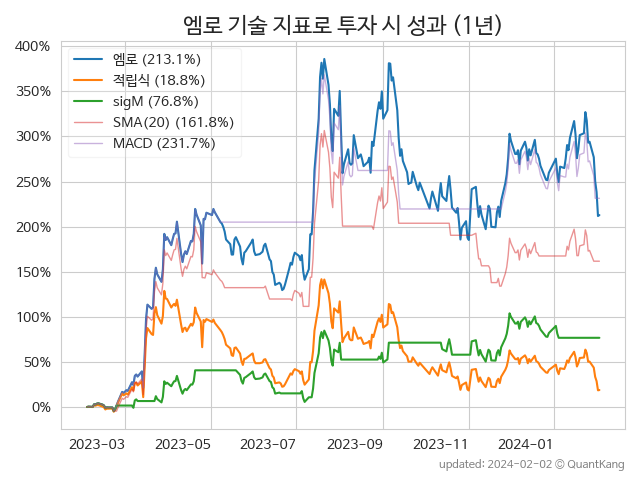 엠로 기술 지표로 투자 시 성과 (1년)
400%
350%
300%
250%
200%
150%
100%
50%
0%
엠로 (213.1%)
적립식 (18.8%)
sigM (76.8%)
SMA(20) (161.8%)
MACD (231.7%)
2023-03 2023-05 2023-07 2023-09 2023-11 2024-01
updated: 2024-02-02 © QuantKang